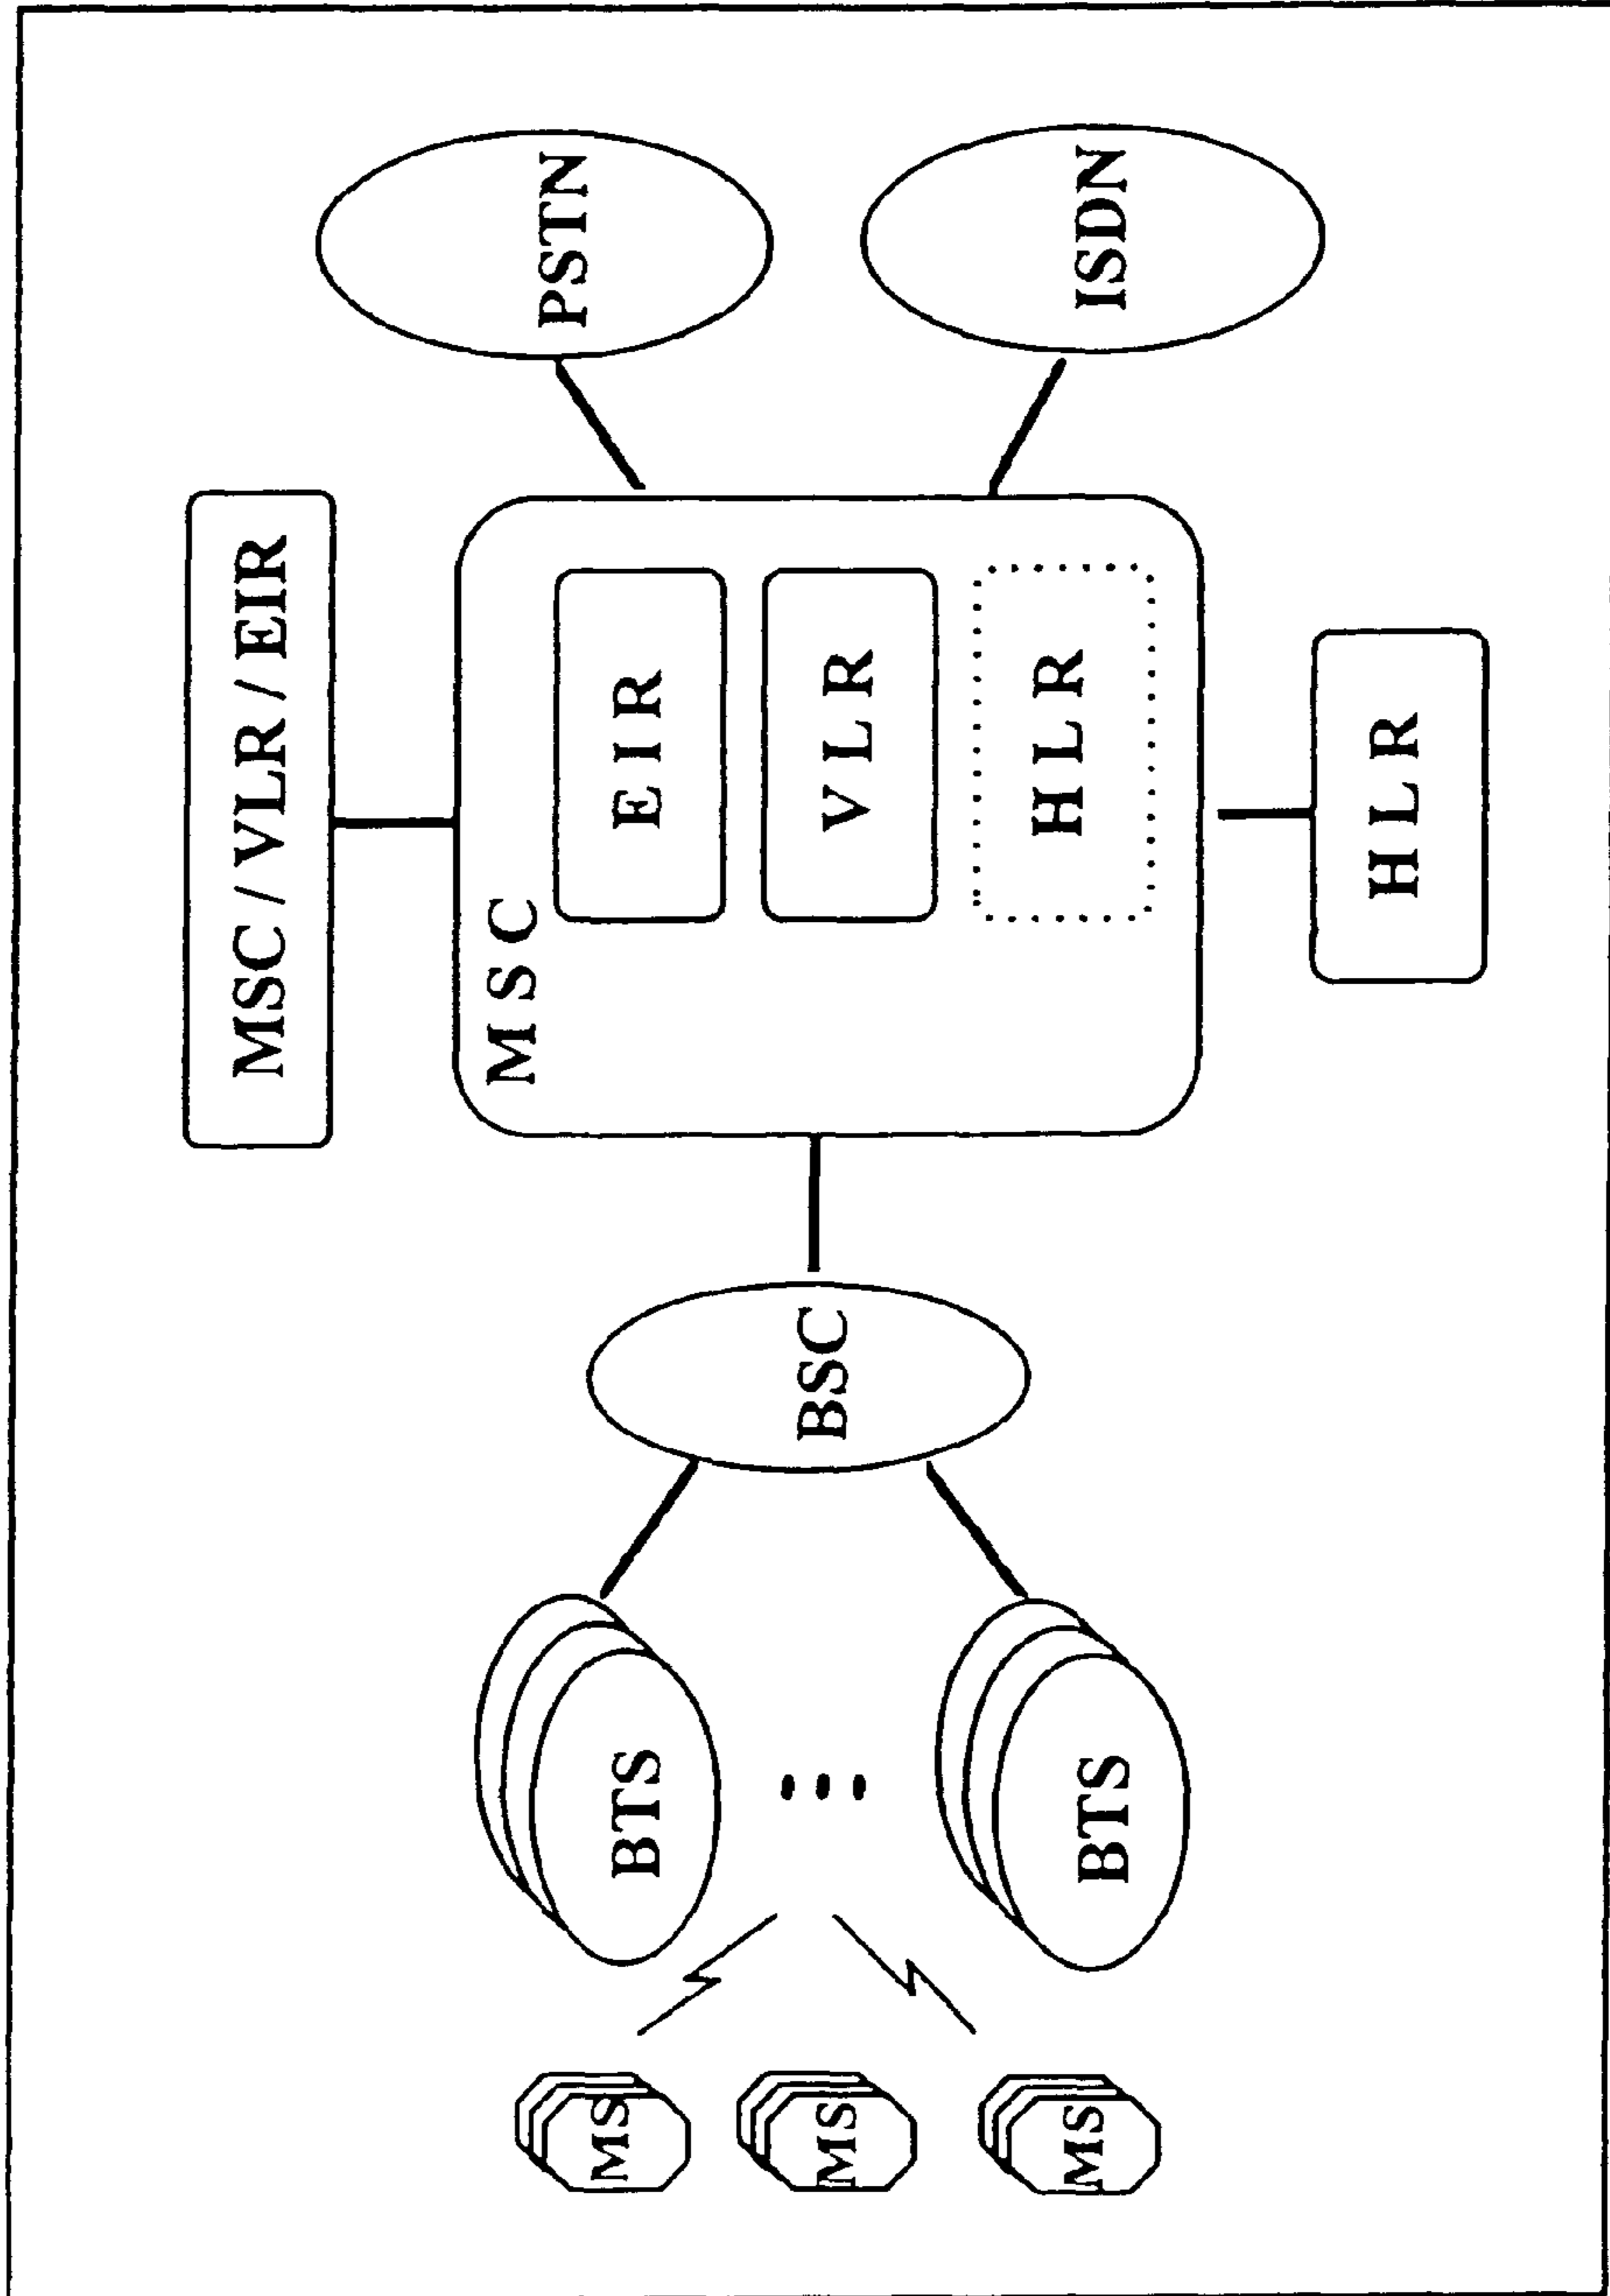 MSC / VLR / EIR
PSTN
MSC
EIR
BTS
BSC
VLR
MS
HLR
MS
BTS
ISDN
MS
HLR